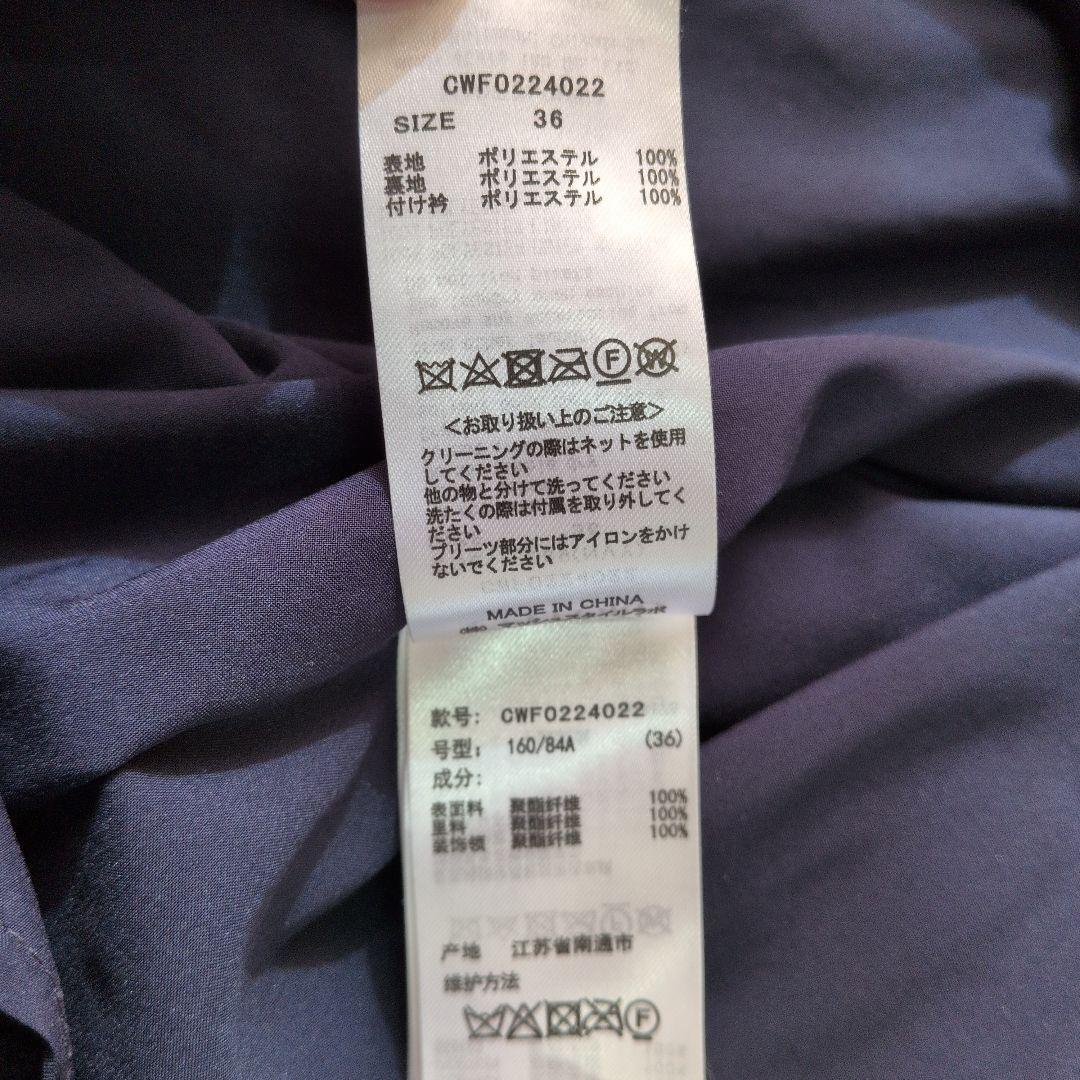 CWF0224022
SIZE 36
表地 ポリエステル 100%
裏地 ポリエステル 100%
付け衿 ポリエステル 100%
F
W
<お取り扱い上のご注意>
クリーニングの際はネットを使用
してください
他の物と分けて洗ってください
洗たくの際は付属を取り外してく
ださい
プリーツ部分にはアイロンをかけ
ないでください
MADE IN CHINA
款号: CWF0224022
号型: 160/84A (36)
成分:
表面料 聚酯纤维 100%
里料 聚酯纤维 100%
装饰领 聚酯纤维 100%
产地 江苏省南通市
维护方法
F